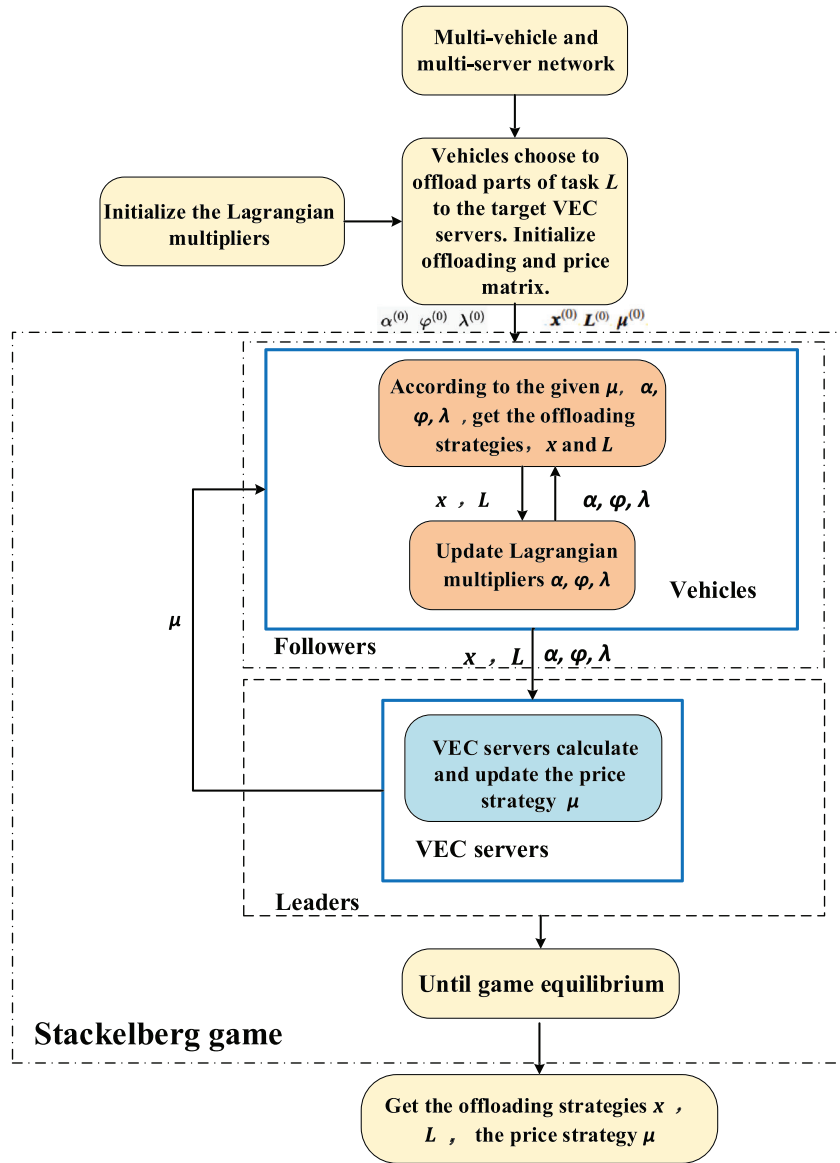 Multi-vehicle and
multi-server network
Vehicles choose to
offload parts of task L
to the target VEC
servers. Initialize
offloading and price
matrix.
Initialize the Lagrangian
multipliers
α⁽⁰⁾ φ⁽⁰⁾ λ⁽⁰⁾ x⁽⁰⁾ L⁽⁰⁾ μ⁽⁰⁾
According to the given μ, α,
φ, λ , get the offloading
strategies, x and L
x , L α, φ, λ
Update Lagrangian
multipliers α, φ, λ
Vehicles
μ
Followers
x , L α, φ, λ
VEC servers calculate
and update the price
strategy μ
VEC servers
Leaders
Until game equilibrium
Stackelberg game
Get the offloading strategies x ,
L , the price strategy μ